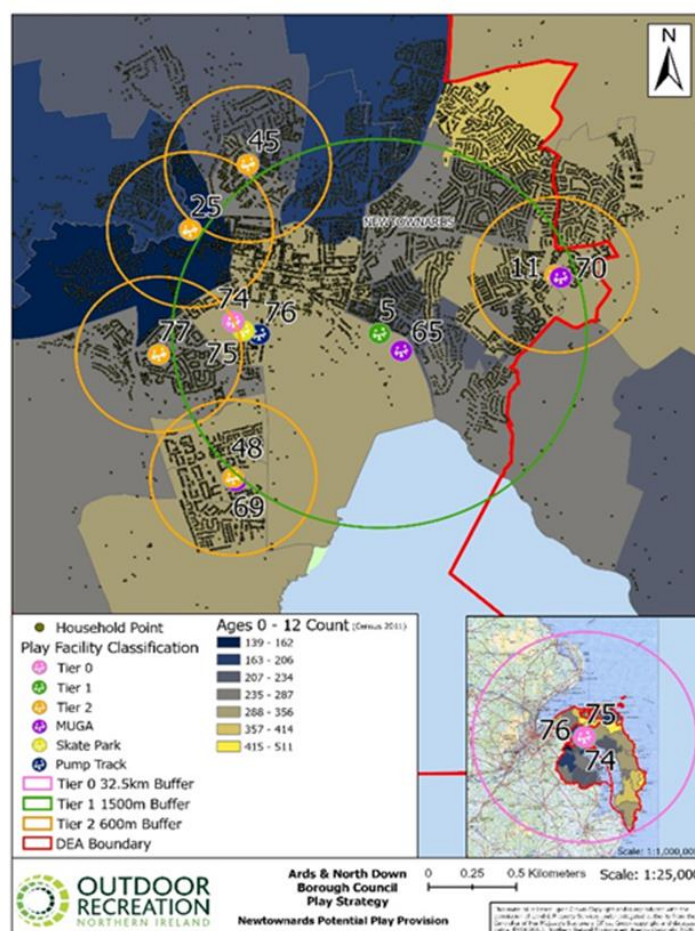 N
45
25
NEWTOWNARDS
11 70
74
76
5
65
77
75
48
69
Household Point
Play Facility Classification
Tier 0
Tier 1
Tier 2
MUGA
Skate Park
Pump Track
Tier 0 32.5km Buffer
Tier 1 1500m Buffer
Tier 2 600m Buffer
DEA Boundary
Ages 0 - 12 Count (Census 2011)
139 - 162
163 - 206
207 - 234
235 - 287
288 - 356
357 - 414
415 - 511
75
76
74
Scale: 1:1,000,000
OUTDOOR
RECREATION
NORTHERN IRELAND
Ards & North Down
Borough Council
Play Strategy
Newtownards Potential Play Provision
0 0.25 0.5 Kilometers
Scale: 1:25,000